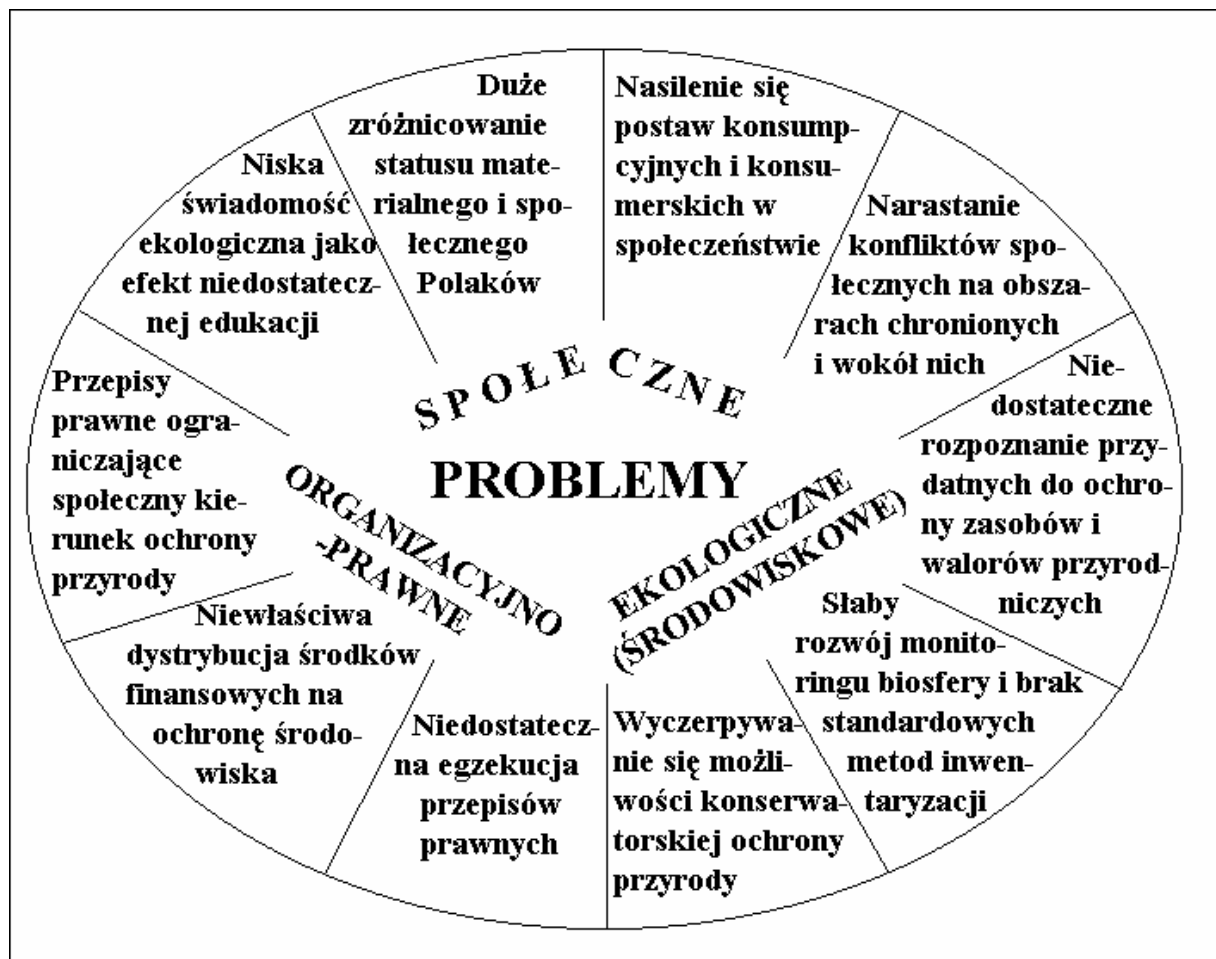 Duże
zróżnicowanie
statusu mate-
rialnego i spo-
łecznego
Polaków
Nasilenie się
postaw konsump-
cyjnych i konsu-
merskich w
społeczeństwie
Narastanie
konfliktów spo-
łecznych na obsza-
rach chronionych
i wokół nich
Nie-
dostateczne
rozpoznanie przy-
datnych do ochro-
ny zasobów i
walorów przyrod-
niczych
Słaby
rozwój monito-
ringu biosfery i brak
standardowych
metod inwen-
taryzacji
Wyczerpywa-
nie się możli-
wości konserwa-
torskiej ochrony
przyrody
Niedostatecz-
na egzekucja
przepisów
prawnych
Niewłaściwa
dystrybucja środków
finansowych na
ochronę środo-
wiska
Przepisy
prawne ogra-
niczające
społeczny kie-
runek ochrony
przyrody
Niska
świadomość
ekologiczna jako
efekt niedostatecz-
nej edukacji
SPOŁE CZNE
PROBLEMY
ORGANIZACYJNO
-PRAWNE
EKOLOGICZNE
(ŚRODOWISKOWE)